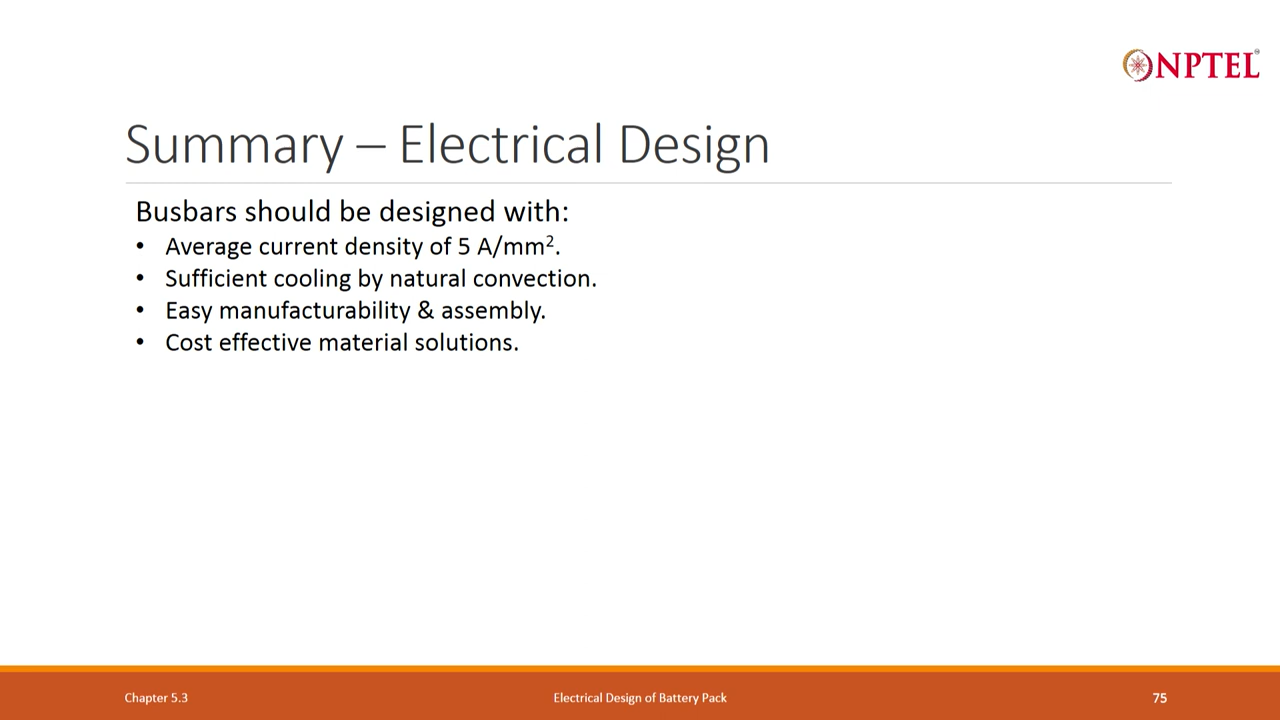 NPTEL
Summary – Electrical Design
Busbars should be designed with:
• Average current density of 5 A/mm².
• Sufficient cooling by natural convection.
• Easy manufacturability & assembly.
• Cost effective material solutions.
Chapter 5.3
Electrical Design of Battery Pack
75